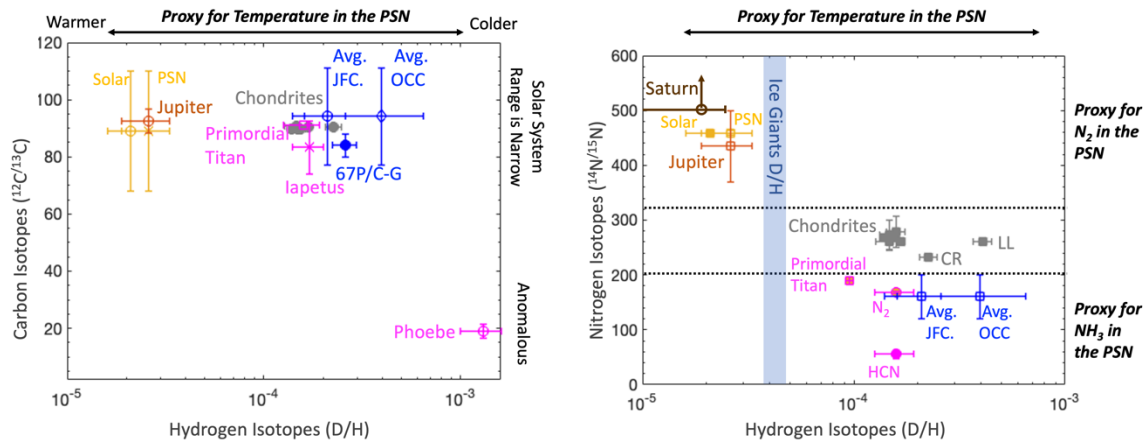 Proxy for Temperature in the PSN
Warmer
Colder
120
100
80
60
40
20
0
Carbon Isotopes (¹²C/¹³C)
Solar
PSN
Jupiter
Chondrites
Primordial
Titan
Iapetus
Avg.
JFC.
Avg.
OCC
67P/C-G
Phoebe
Solar System
Range is Narrow
Anomalous
10⁻⁵
10⁻⁴
10⁻³
Hydrogen Isotopes (D/H)
Proxy for Temperature in the PSN
600
500
400
300
200
100
0
Nitrogen Isotopes (¹⁴N/¹⁵N)
Saturn
Solar
PSN
Jupiter
Ice Giants D/H
Chondrites
CR
LL
Primordial
Titan
N₂
HCN
Avg.
JFC.
Avg.
OCC
Proxy for
N₂ in the
PSN
Proxy for
NH₃ in
the PSN
10⁻⁵
10⁻⁴
10⁻³
Hydrogen Isotopes (D/H)